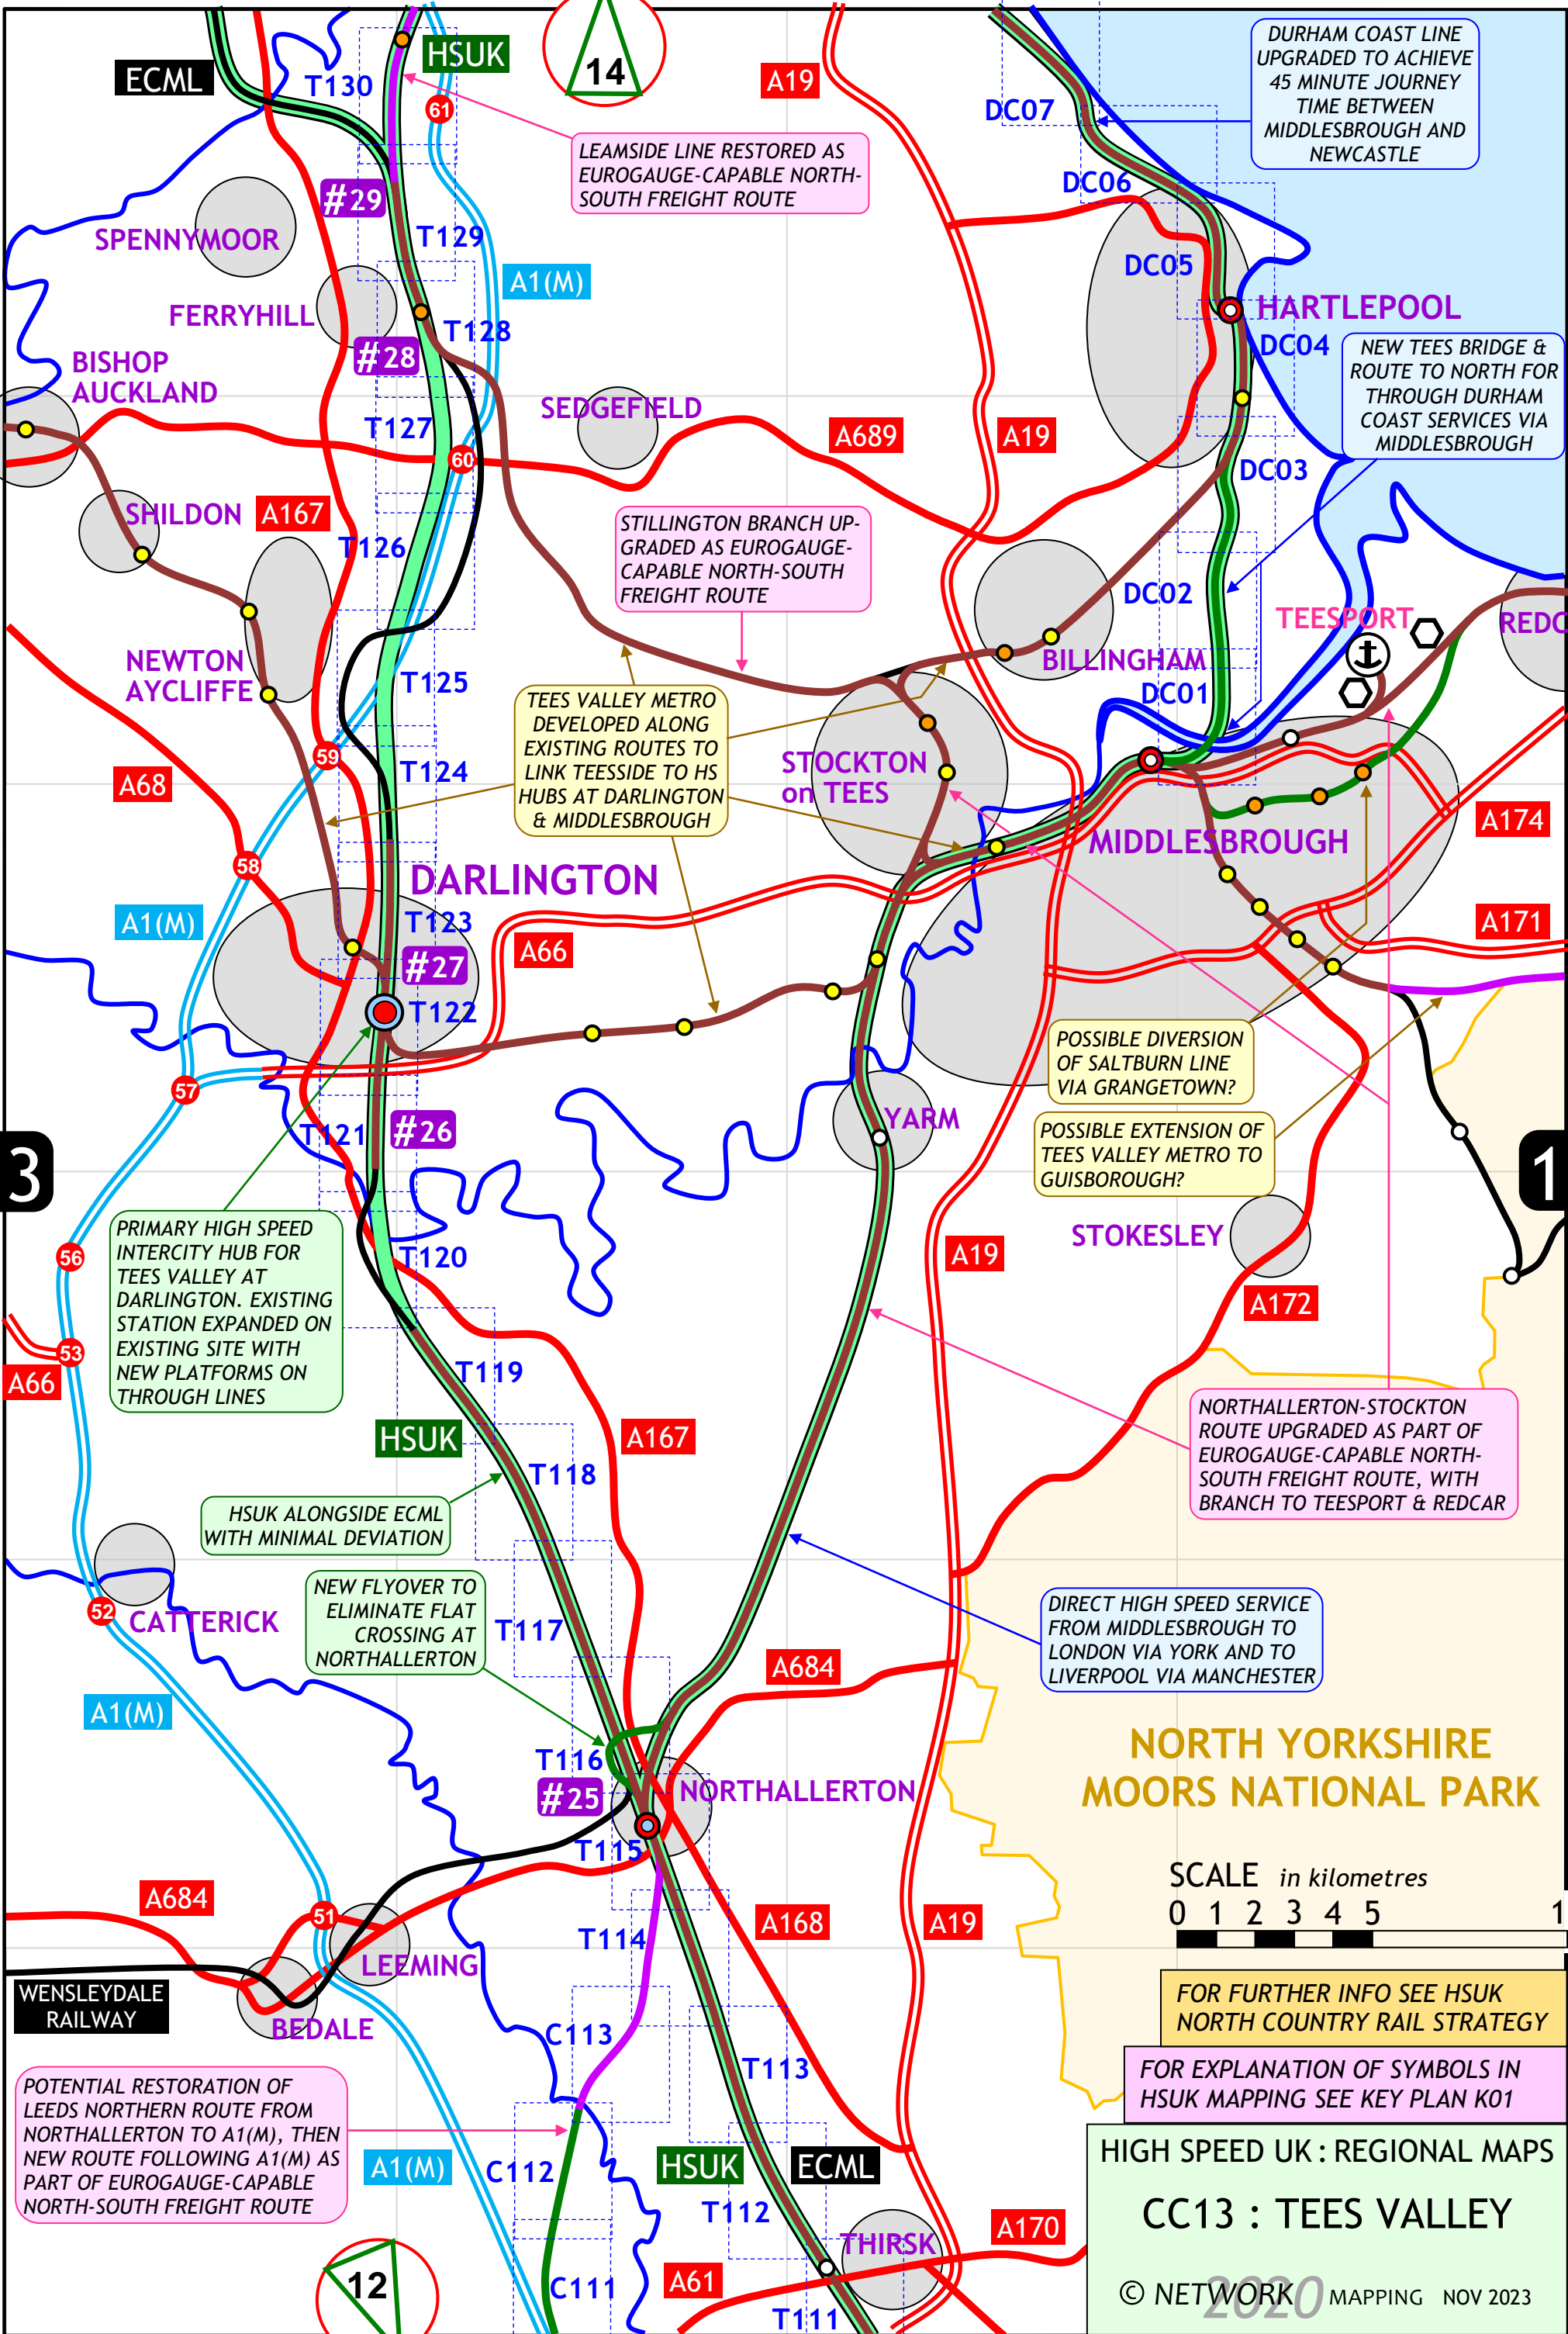 ECML
T130
HSUK
61
14
A19
DC07
DURHAM COAST LINE
UPGRADED TO ACHIEVE
45 MINUTE JOURNEY
TIME BETWEEN
MIDDLESBROUGH AND
NEWCASTLE
LEAMSIDE LINE RESTORED AS
EUROGAUGE-CAPABLE NORTH-
SOUTH FREIGHT ROUTE
#29
DC06
SPENNYMOOR
T129
DC05
A1(M)
FERRYHILL
T128
HARTLEPOOL
#28
DC04
BISHOP
AUCKLAND
NEW TEES BRIDGE &
ROUTE TO NORTH FOR
THROUGH DURHAM
COAST SERVICES VIA
MIDDLESBROUGH
SEDGEFIELD
T127
A689
A19
60
DC03
SHILDON
A167
T126
STILLINGTON BRANCH UP-
GRADED AS EUROGAUGE-
CAPABLE NORTH-SOUTH
FREIGHT ROUTE
DC02
TEESPORT
REDC
NEWTON
AYCLIFFE
BILLINGHAM
T125
DC01
TEES VALLEY METRO
DEVELOPED ALONG
EXISTING ROUTES TO
LINK TEESSIDE TO HS
HUBS AT DARLINGTON
& MIDDLESBROUGH
59
T124
A68
STOCKTON
on TEES
A174
MIDDLESBROUGH
58
DARLINGTON
A1(M)
T123
A66
A171
#27
T122
POSSIBLE DIVERSION
OF SALTBURN LINE
VIA GRANGETOWN?
57
T121
#26
YARM
POSSIBLE EXTENSION OF
TEES VALLEY METRO TO
GUISBOROUGH?
3
1
PRIMARY HIGH SPEED
INTERCITY HUB FOR
TEES VALLEY AT
DARLINGTON. EXISTING
STATION EXPANDED ON
EXISTING SITE WITH
NEW PLATFORMS ON
THROUGH LINES
56
T120
A19
STOKESLEY
A172
53
A66
T119
HSUK
A167
NORTHALLERTON-STOCKTON
ROUTE UPGRADED AS PART OF
EUROGAUGE-CAPABLE NORTH-
SOUTH FREIGHT ROUTE, WITH
BRANCH TO TEESPORT & REDCAR
T118
HSUK ALONGSIDE ECML
WITH MINIMAL DEVIATION
NEW FLYOVER TO
ELIMINATE FLAT
CROSSING AT
NORTHALLERTON
52
CATTERICK
T117
DIRECT HIGH SPEED SERVICE
FROM MIDDLESBROUGH TO
LONDON VIA YORK AND TO
LIVERPOOL VIA MANCHESTER
A684
A1(M)
T116
#25
NORTHALLERTON
NORTH YORKSHIRE
MOORS NATIONAL PARK
T115
SCALE in kilometres
0 1 2 3 4 5 1
A684
51
A168
A19
T114
LEEMING
WENSLEYDALE
RAILWAY
BEDALE
C113
T113
FOR FURTHER INFO SEE HSUK
NORTH COUNTRY RAIL STRATEGY
FOR EXPLANATION OF SYMBOLS IN
HSUK MAPPING SEE KEY PLAN K01
POTENTIAL RESTORATION OF
LEEDS NORTHERN ROUTE FROM
NORTHALLERTON TO A1(M), THEN
NEW ROUTE FOLLOWING A1(M) AS
PART OF EUROGAUGE-CAPABLE
NORTH-SOUTH FREIGHT ROUTE
A1(M)
C112
HSUK
ECML
T112
HIGH SPEED UK : REGIONAL MAPS
CC13 : TEES VALLEY
THIRSK
A170
12
C111
A61
T111
© NETWORK 2020 MAPPING NOV 2023